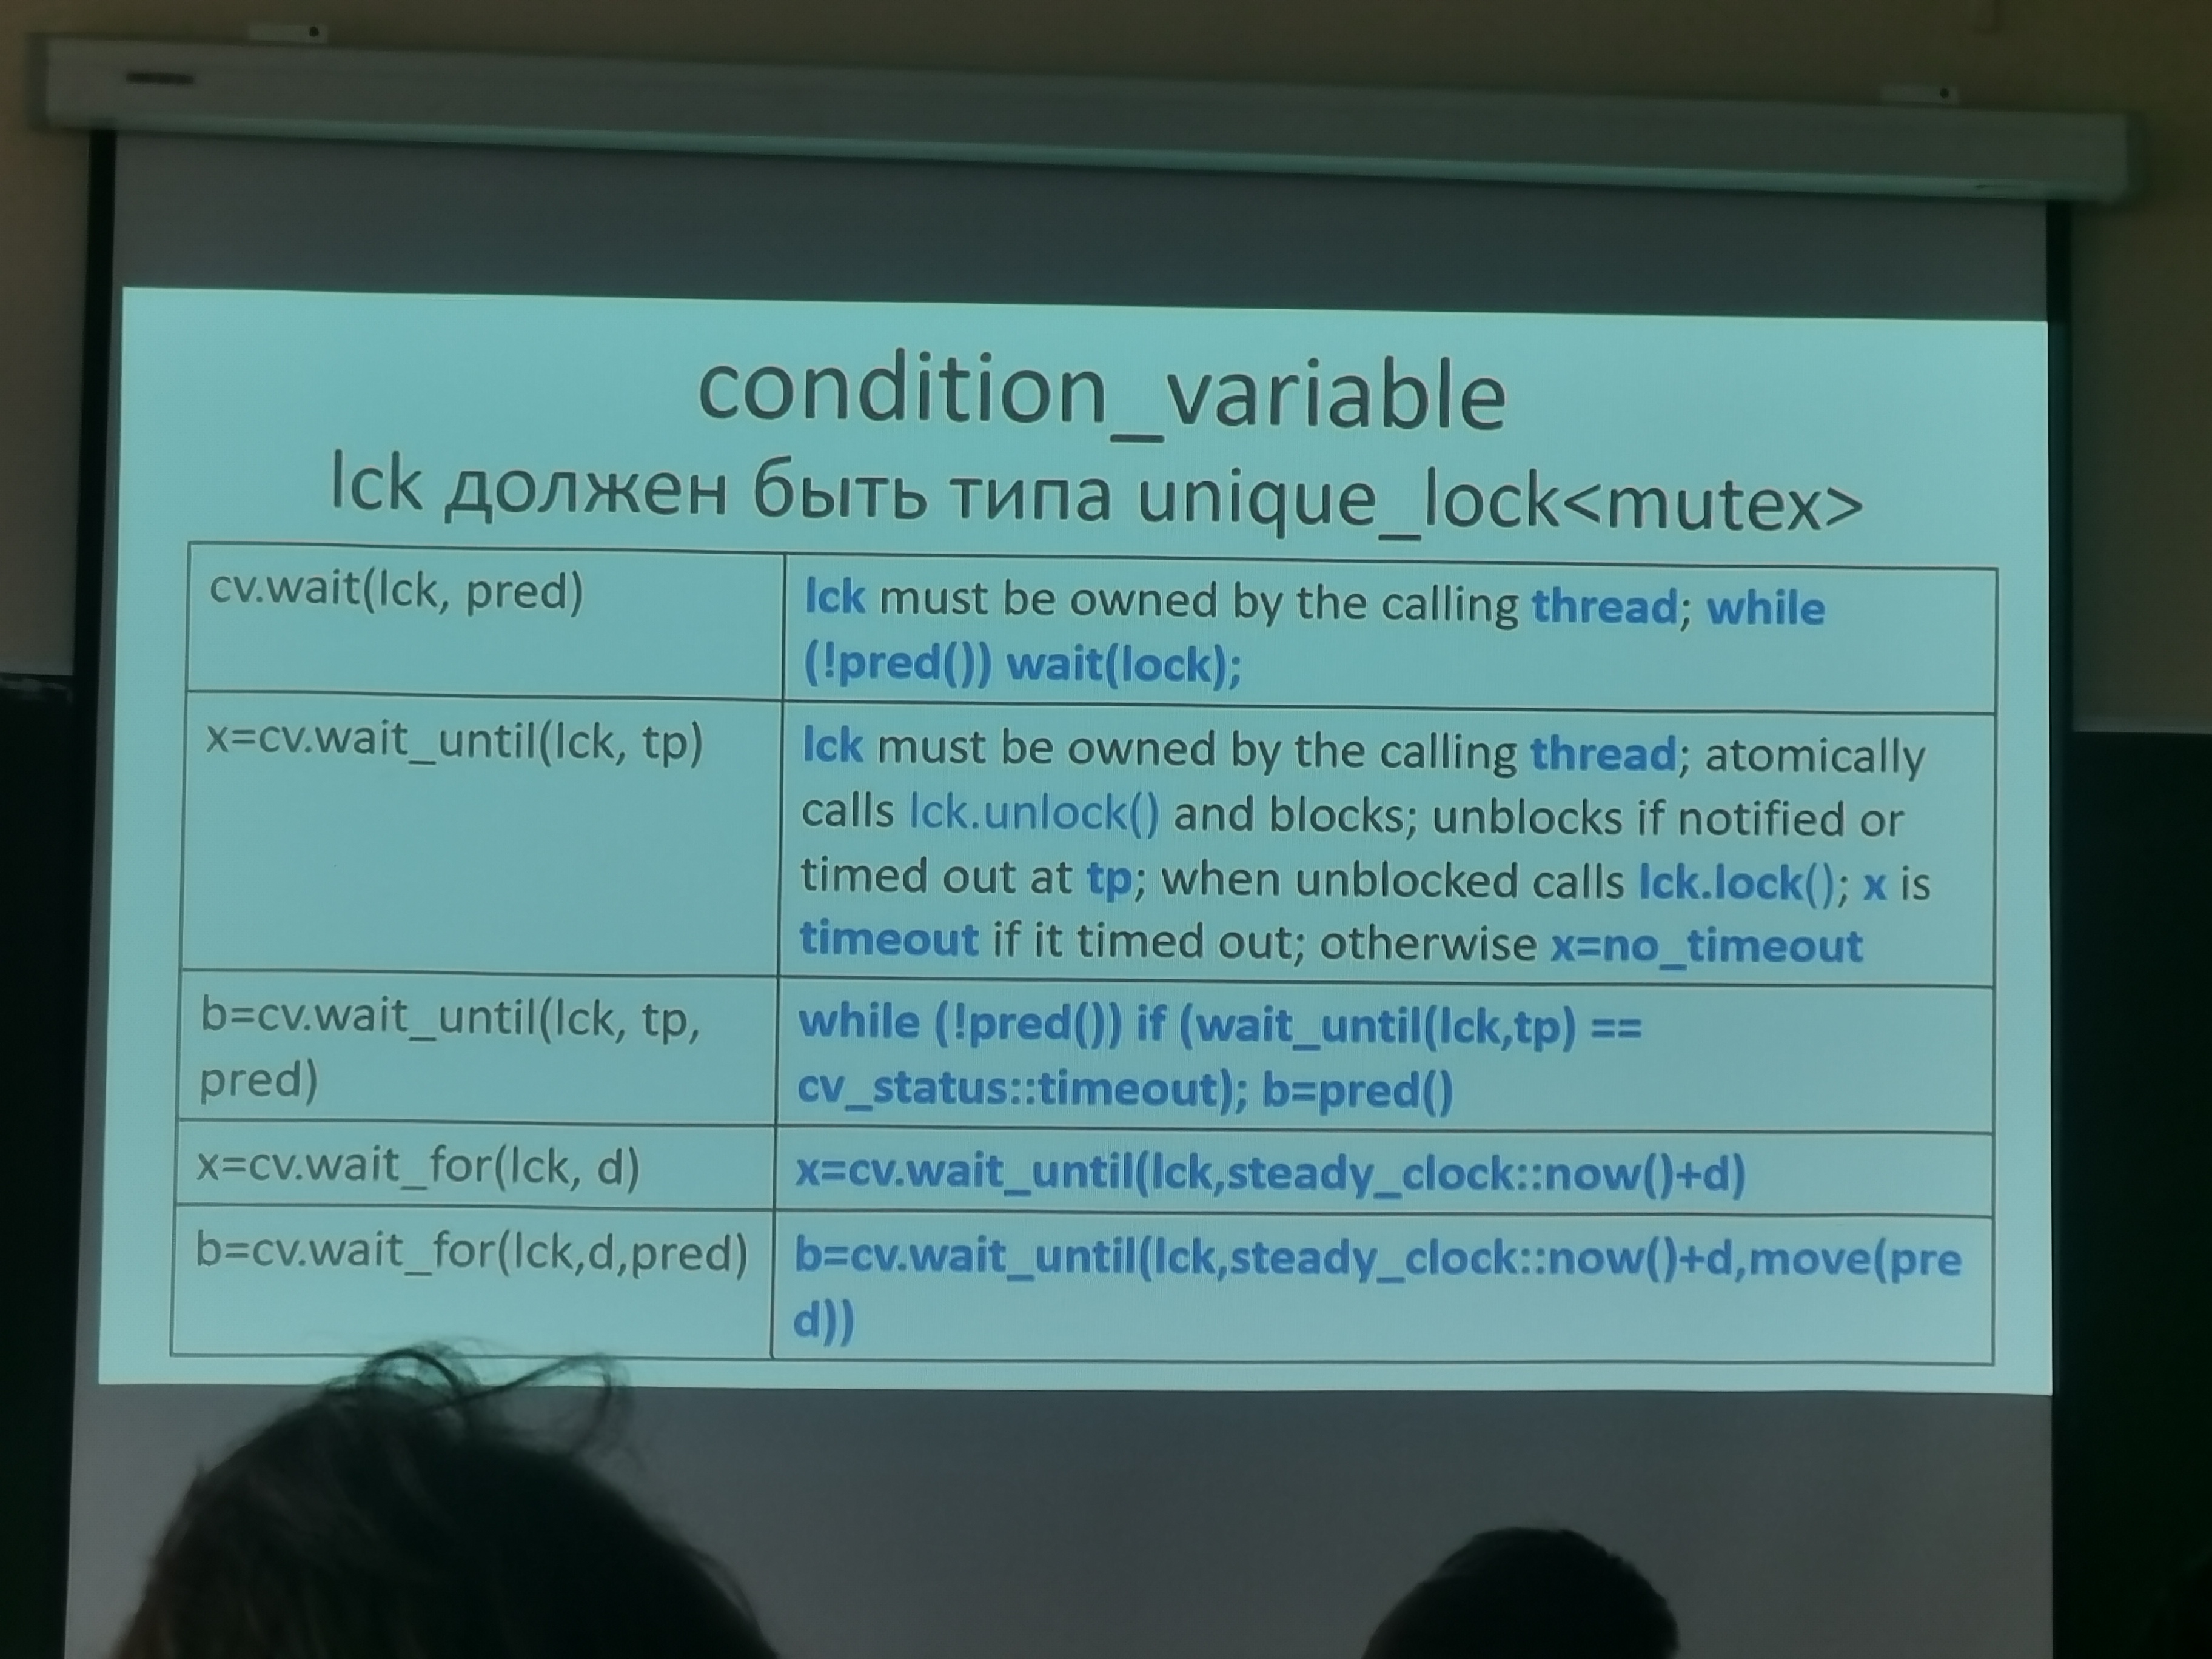 condition_variable
lck должен быть типа unique_lock<mutex>
cv.wait(lck, pred)
lck must be owned by the calling thread; while
(!pred()) wait(lock);
x=cv.wait_until(lck, tp)
lck must be owned by the calling thread; atomically
calls lck.unlock() and blocks; unblocks if notified or
timed out at tp; when unblocked calls lck.lock(); x is
timeout if it timed out; otherwise x=no_timeout
b=cv.wait_until(lck, tp,
pred)
while (!pred()) if (wait_until(lck,tp) ==
cv_status::timeout); b=pred()
x=cv.wait_for(lck, d)
x=cv.wait_until(lck,steady_clock::now()+d)
b=cv.wait_for(lck,d,pred)
b=cv.wait_until(lck,steady_clock::now()+d,move(pre
d))